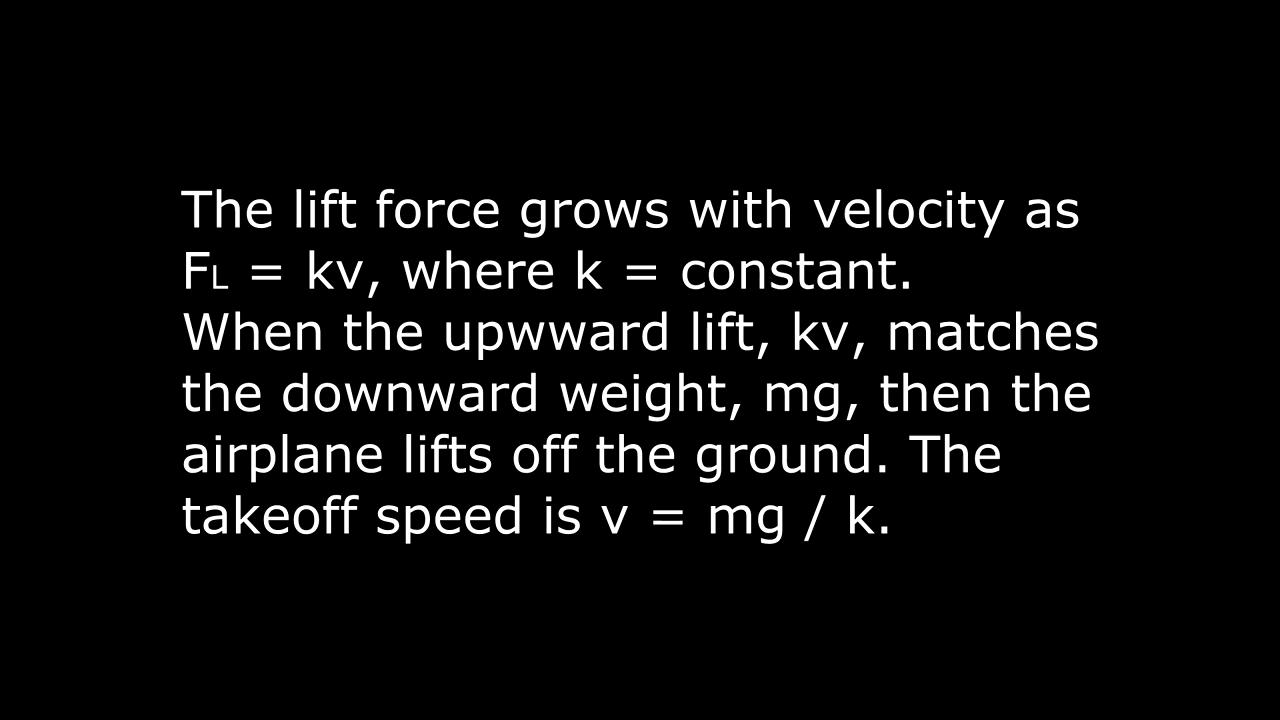 The lift force grows with velocity as
FL = kv, where k = constant.
When the upwward lift, kv, matches
the downward weight, mg, then the
airplane lifts off the ground. The
takeoff speed is v = mg / k.